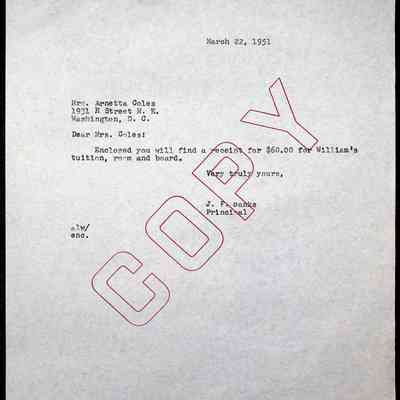 March 22, 1951
Mrs. Arnetta Coles
1931 H Street N. E.
Washington, D. C.
Dear Mrs. Coles:
Enclosed you will find a receipt for $60.00 for William's
tuition, room and board.
Very truly yours,
J. F. Banks
Principal
alw/
enc.
COPY